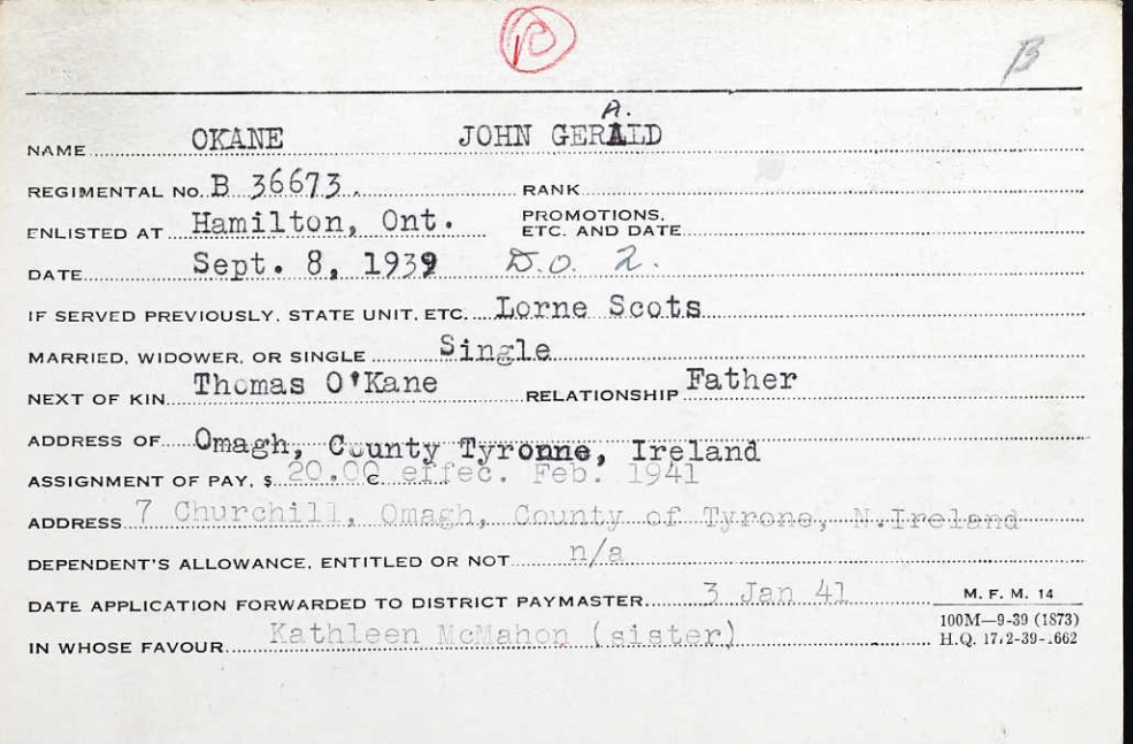 B
NAME OKANE JOHN GERALD
A.
REGIMENTAL No. B 36673. RANK
ENLISTED AT Hamilton, Ont. PROMOTIONS, ETC. AND DATE
DATE Sept. 8, 1939 D.O. 2.
IF SERVED PREVIOUSLY, STATE UNIT, ETC. Lorne Scots
MARRIED, WIDOWER, OR SINGLE Single
NEXT OF KIN Thomas O'Kane RELATIONSHIP Father
ADDRESS OF Omagh, County Tyronne, Ireland
ASSIGNMENT OF PAY, $ 20.00 effec. Feb. 1941
ADDRESS 7 Churchill, Omagh, County of Tyrone, N.Ireland
DEPENDENT'S ALLOWANCE, ENTITLED OR NOT n/a
DATE APPLICATION FORWARDED TO DISTRICT PAYMASTER 3 Jan 41
IN WHOSE FAVOUR Kathleen McMahon (sister)
M. F. M. 14
100M—9-39 (1873)